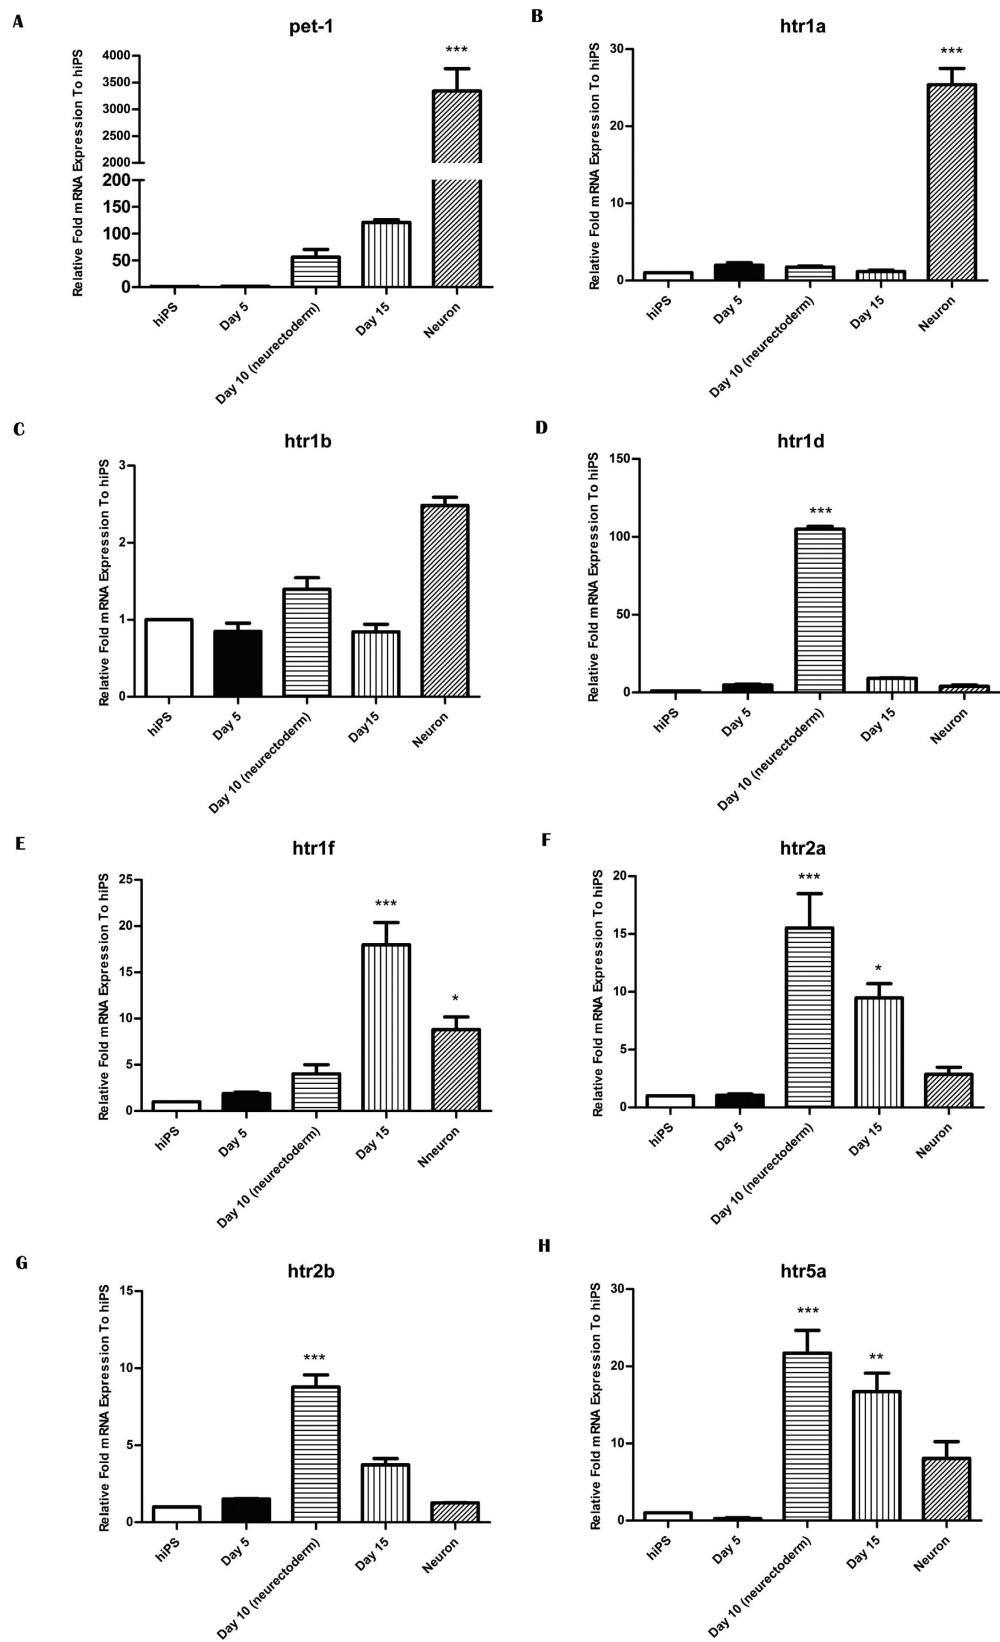 A
pet-1
Relative Fold mRNA Expression To hiPS
4000
3500
3000
2500
2000
200
150
100
50
0
***
hiPS
Day 5
Day 10 (neurectoderm)
Day 15
Neuron
B
htr1a
Relative Fold mRNA Expression To hiPS
30
20
10
0
***
hiPS
Day 5
Day 10 (neurectoderm)
Day 15
Neuron
C
htr1b
Relative Fold mRNA Expression To hiPS
3
2
1
0
hiPS
Day 5
Day 10 (neurectoderm)
Day15
Neuron
D
htr1d
Relative Fold mRNA Expression To hiPS
150
100
50
0
***
hiPS
Day 5
Day 10 (neurectoderm)
Day 15
Neuron
E
htr1f
Relative Fold mRNA Expression To hiPS
25
20
15
10
5
0
***
*
hiPS
Day 5
Day 10 (neurectoderm)
Day 15
Nneuron
F
htr2a
Relative Fold mRNA Expression To hiPS
20
15
10
5
0
***
*
hiPS
Day 5
Day 10 (neurectoderm)
Day 15
Neuron
G
htr2b
Relative Fold mRNA Expression To hiPS
15
10
5
0
***
hiPS
Day 5
Day 10 (neurectoderm)
Day 15
Neuron
H
htr5a
Relative Fold mRNA Expression To hiPS
30
20
10
0
***
**
hiPS
Day 5
Day 10 (neurectoderm)
Day 15
Neuron